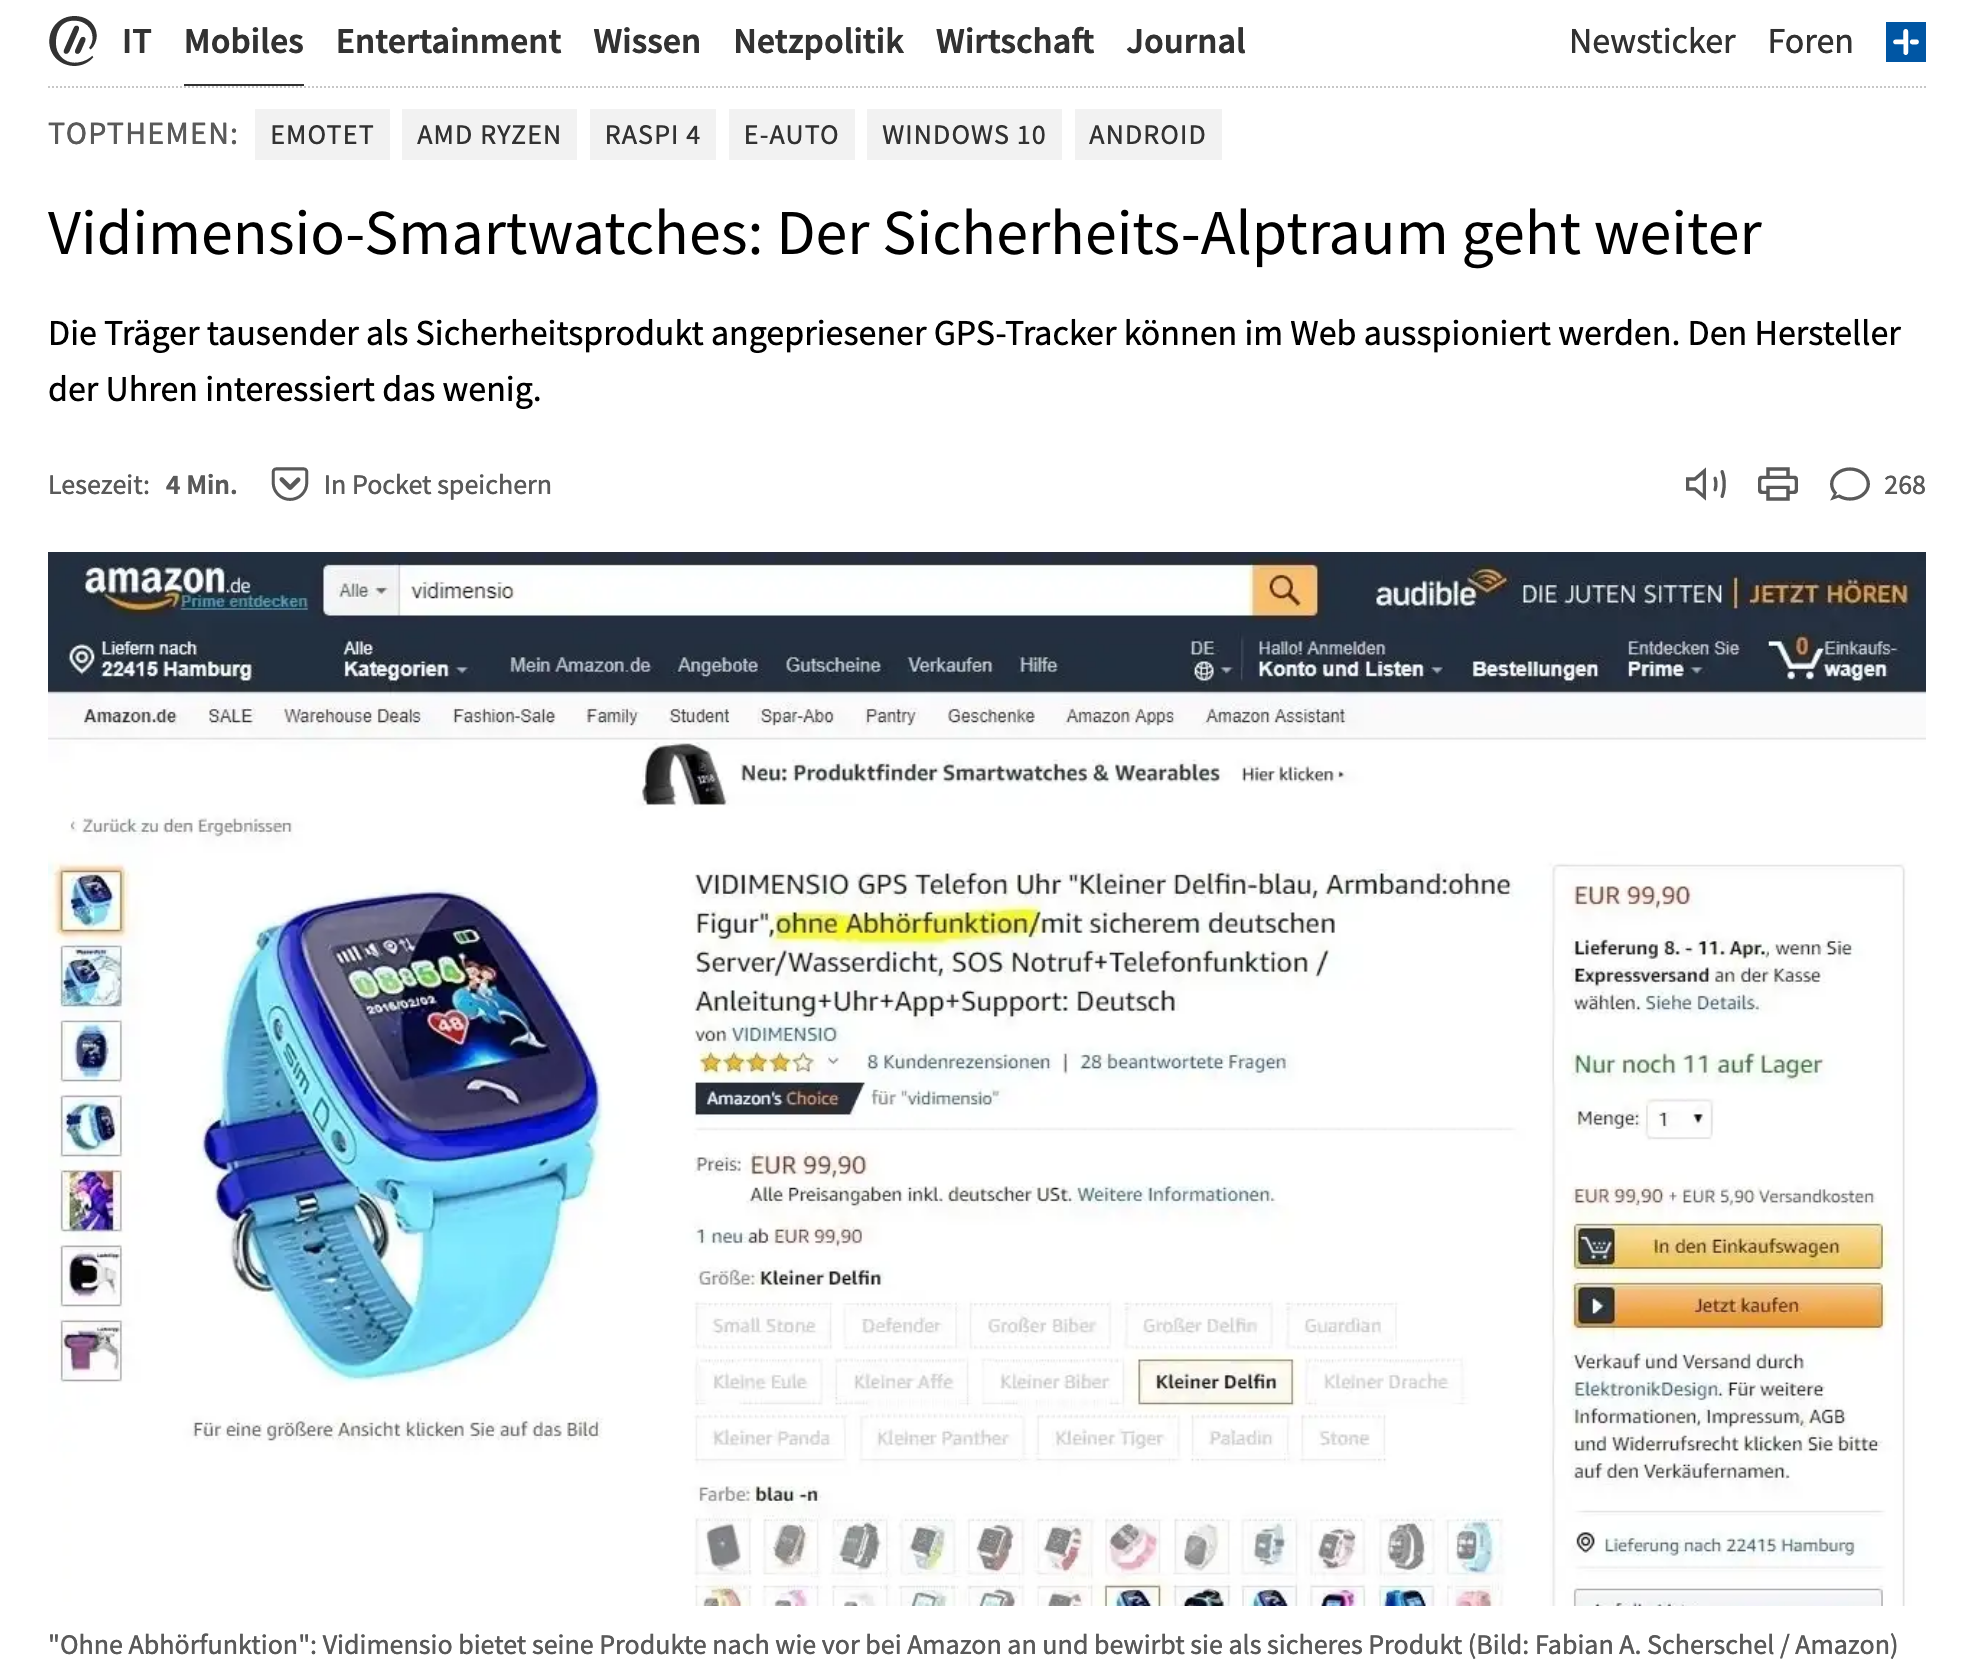 IT Mobiles Entertainment Wissen Netzpolitik Wirtschaft Journal Newsticker Foren
TOPTHEMEN: EMOTET AMD RYZEN RASPI 4 E-AUTO WINDOWS 10 ANDROID
Vidimensio-Smartwatches: Der Sicherheits-Alptraum geht weiter
Die Träger tausender als Sicherheitsprodukt angepriesener GPS-Tracker können im Web ausspioniert werden. Den Hersteller
der Uhren interessiert das wenig.
Lesezeit: 4 Min. In Pocket speichern 268
amazon.de
Prime entdecken
Alle vidimensio
audible DIE JUTEN SITTEN | JETZT HÖREN
Liefern nach
22415 Hamburg
Alle
Kategorien
Mein Amazon.de Angebote Gutscheine Verkaufen Hilfe
DE
Hallo! Anmelden
Konto und Listen
Bestellungen
Entdecken Sie
Prime
0 Einkaufs-
wagen
Amazon.de SALE Warehouse Deals Fashion-Sale Family Student Spar-Abo Pantry Geschenke Amazon Apps Amazon Assistant
Neu: Produktfinder Smartwatches & Wearables Hier klicken
‹ Zurück zu den Ergebnissen
08:54
2016/02/02
48
SIM
Für eine größere Ansicht klicken Sie auf das Bild
VIDIMENSIO GPS Telefon Uhr "Kleiner Delfin-blau, Armband:ohne
Figur",ohne Abhörfunktion/mit sicherem deutschen
Server/Wasserdicht, SOS Notruf+Telefonfunktion /
Anleitung+Uhr+App+Support: Deutsch
von VIDIMENSIO
8 Kundenrezensionen | 28 beantwortete Fragen
Amazon's Choice für "vidimensio"
Preis: EUR 99,90
Alle Preisangaben inkl. deutscher USt. Weitere Informationen.
1 neu ab EUR 99,90
Größe: Kleiner Delfin
Small Stone Defender Großer Biber Großer Delfin Guardian
Kleine Eule Kleiner Affe Kleiner Biber Kleiner Delfin Kleiner Drache
Kleiner Panda Kleiner Panther Kleiner Tiger Paladin Stone
Farbe: blau -n
EUR 99,90
Lieferung 8. - 11. Apr., wenn Sie
Expressversand an der Kasse
wählen. Siehe Details.
Nur noch 11 auf Lager
Menge: 1
EUR 99,90 + EUR 5,90 Versandkosten
In den Einkaufswagen
Jetzt kaufen
Verkauf und Versand durch
ElektronikDesign. Für weitere
Informationen, Impressum, AGB
und Widerrufsrecht klicken Sie bitte
auf den Verkäufernamen.
Lieferung nach 22415 Hamburg
"Ohne Abhörfunktion": Vidimensio bietet seine Produkte nach wie vor bei Amazon an und bewirbt sie als sicheres Produkt (Bild: Fabian A. Scherschel / Amazon)